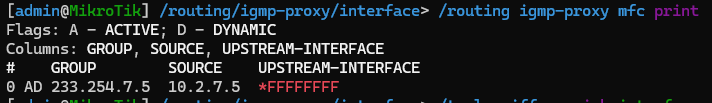 [admin@MikroTik] /routing/igmp-proxy/interface> /routing igmp-proxy mfc print
Flags: A - ACTIVE; D - DYNAMIC
Columns: GROUP, SOURCE, UPSTREAM-INTERFACE
#    GROUP        SOURCE    UPSTREAM-INTERFACE
0 AD 233.254.7.5  10.2.7.5  *FFFFFFFF